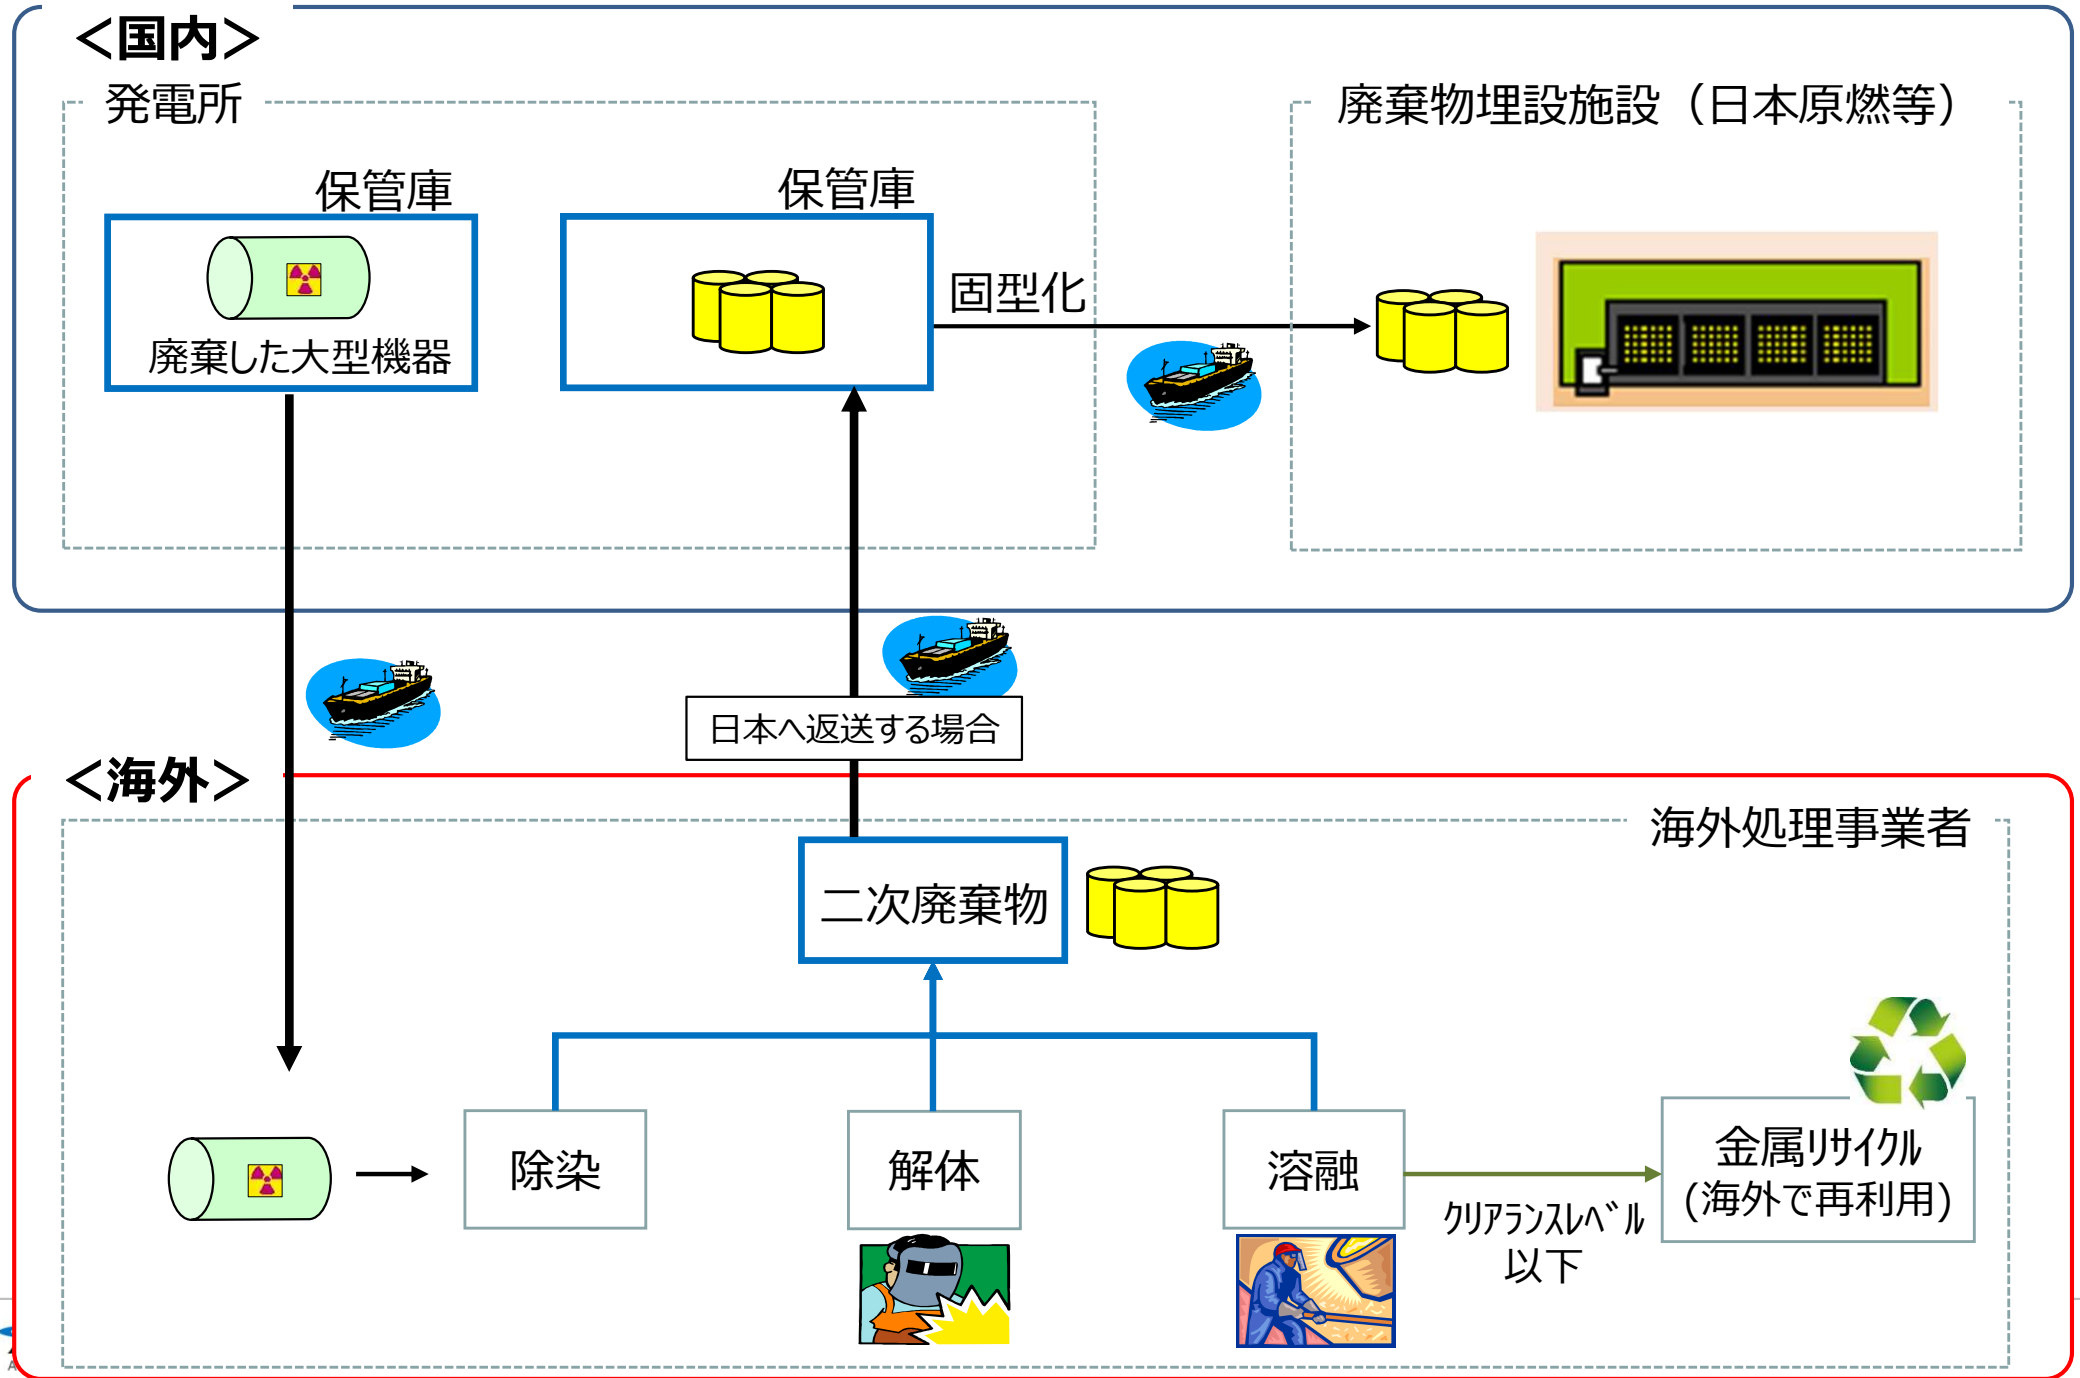 ＜国内＞
発電所
廃棄物埋設施設（日本原燃等）
保管庫
保管庫
廃棄した大型機器
固型化
日本へ返送する場合
＜海外＞
海外処理事業者
二次廃棄物
除染
解体
溶融
ｸﾘｱﾗﾝｽﾚﾍﾞﾙ
以下
金属ﾘｻｲｸﾙ
(海外で再利用)